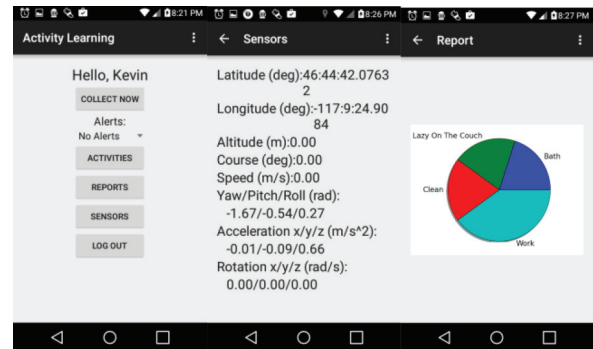 8:21 PM
Activity Learning
Hello, Kevin
COLLECT NOW
Alerts:
No Alerts
ACTIVITIES
REPORTS
SENSORS
LOG OUT
8:26 PM
Sensors
Latitude (deg):46:44:42.0763
2
Longitude (deg):-117:9:24.90
84
Altitude (m):0.00
Course (deg):0.00
Speed (m/s):0.00
Yaw/Pitch/Roll (rad):
-1.67/-0.54/0.27
Acceleration x/y/z (m/s^2):
-0.01/-0.09/0.66
Rotation x/y/z (rad/s):
0.00/0.00/0.00
8:27 PM
Report
Lazy On The Couch
Bath
Clean
Work